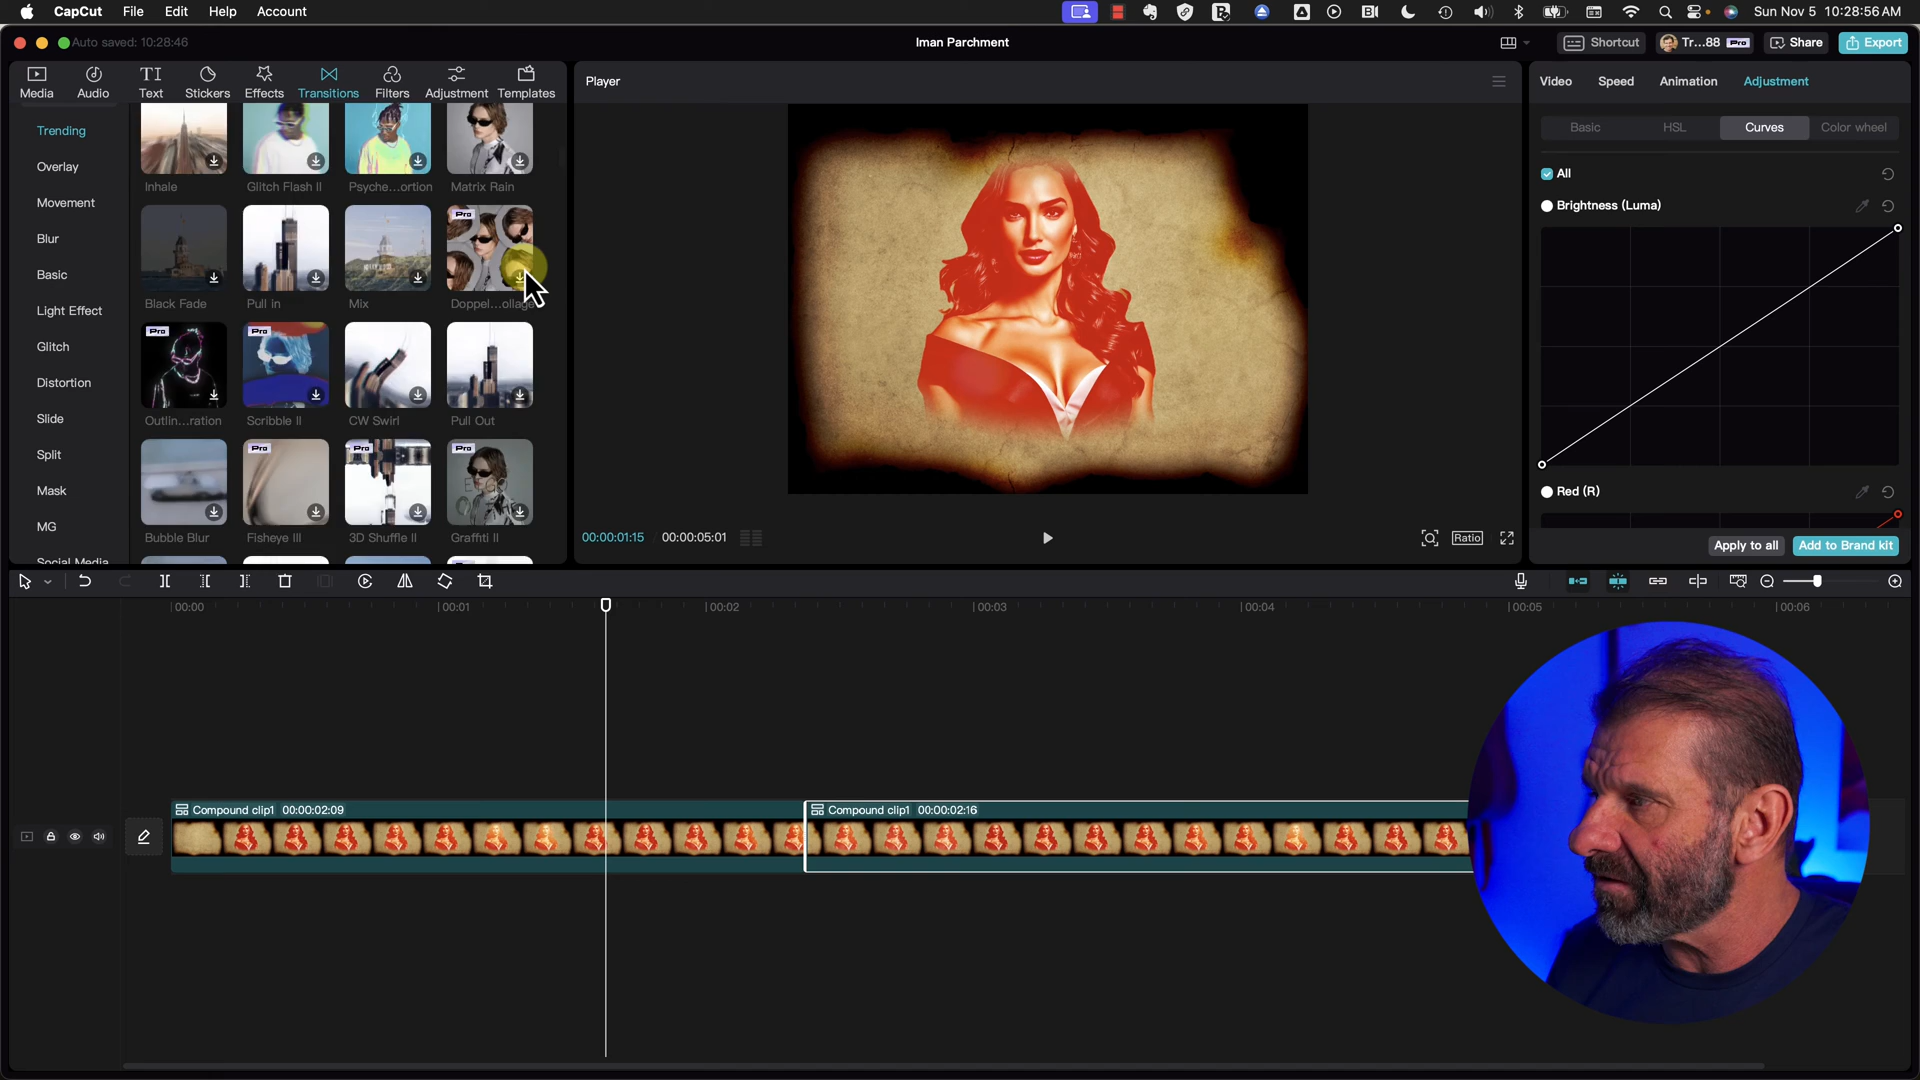 CapCut File Edit Help Account
Sun Nov 5 10:28:56 AM
Auto saved: 10:28:46
Iman Parchment
Shortcut
Tr...88 Pro
Share
Export
Media
Audio
Text
Stickers
Effects
Transitions
Filters
Adjustment
Templates
Player
Video
Speed
Animation
Adjustment
Basic
HSL
Curves
Color wheel
Trending
Overlay
Movement
Blur
Basic
Light Effect
Glitch
Distortion
Slide
Split
Mask
MG
Social Media
Inhale
Glitch Flash II
Psyche...ortion
Matrix Rain
Pro
Black Fade
Pull in
Mix
Doppel...ollage
Pro
Pro
Outlin...ration
Scribble II
CW Swirl
Pull Out
Pro
Pro
Pro
Bubble Blur
Fisheye III
3D Shuffle II
Graffiti II
All
Brightness (Luma)
Red (R)
Apply to all
Add to Brand kit
00:00:01:15
00:00:05:01
Ratio
00:00
00:01
00:02
00:03
00:04
00:05
00:06
Compound clip1 00:00:02:09
Compound clip1 00:00:02:16